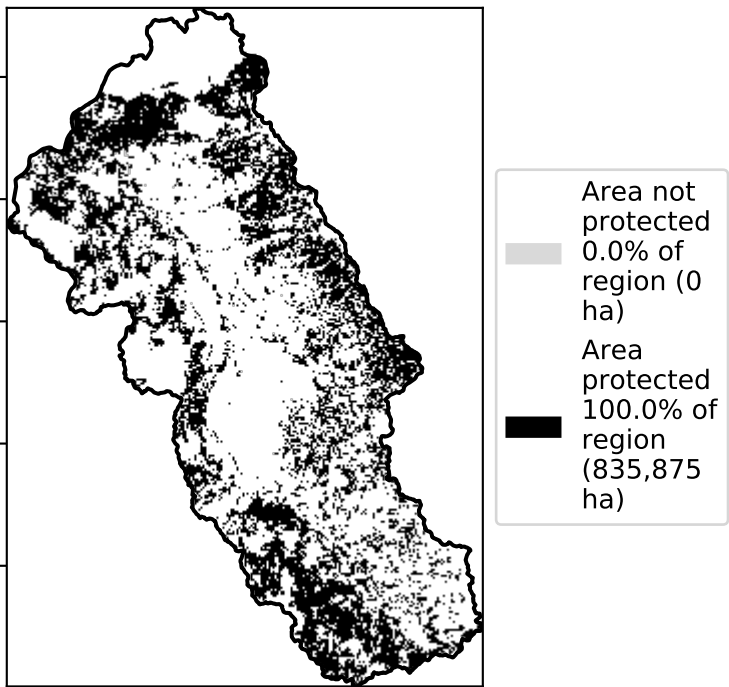 Area not
protected
0.0% of
region (0
ha)
Area
protected
100.0% of
region
(835,875
ha)